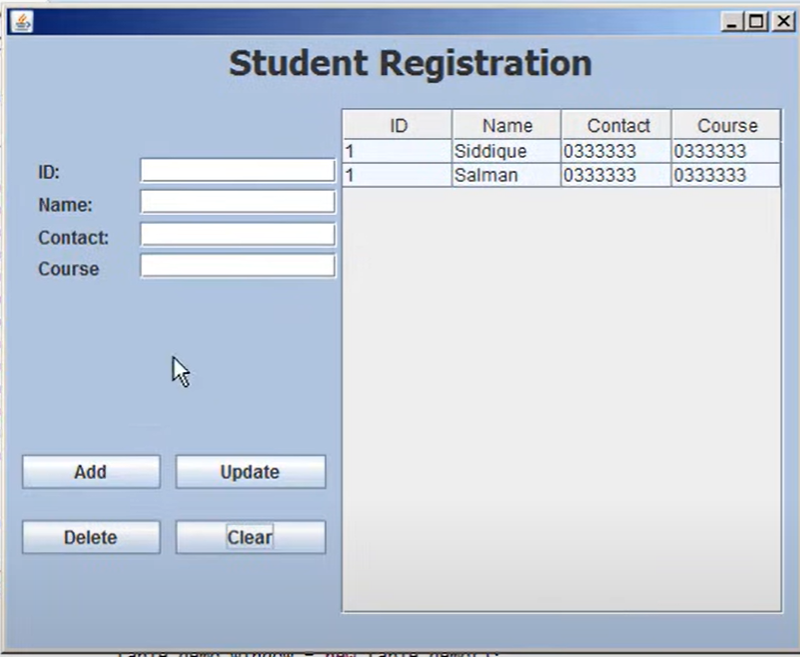 Student Registration
ID Name Contact Course
1 Siddique 0333333 0333333
1 Salman 0333333 0333333
ID:
Name:
Contact:
Course
Add Update
Delete Clear